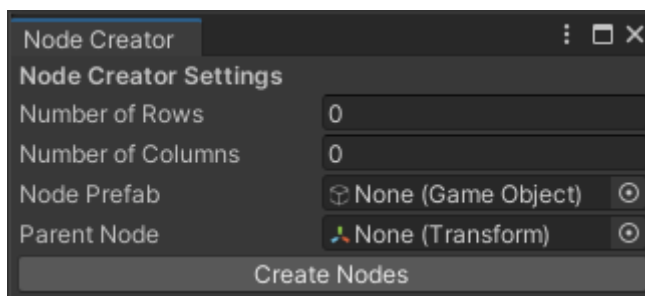 Node Creator
Node Creator Settings
Number of Rows 0
Number of Columns 0
Node Prefab None (Game Object)
Parent Node None (Transform)
Create Nodes